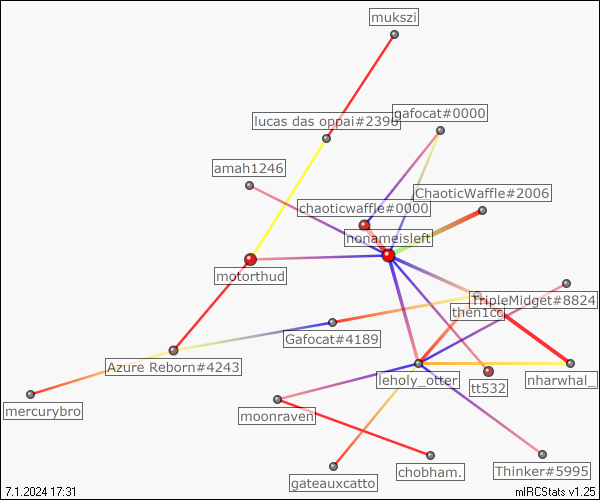 mukszi
lucas das oppai#2396
gafocat#0000
amah1246
ChaoticWaffle#2006
chaoticwaffle#0000
nonameisleft
motorthud
TripleMidget#8824
then1cc
Gafocat#4189
Azure Reborn#4243
leholy_otter
tt532
nharwhal_
mercurybro
moonraven
chobham.
Thinker#5995
gateauxcatto
7.1.2024 17:31
mIRCStats v1.25